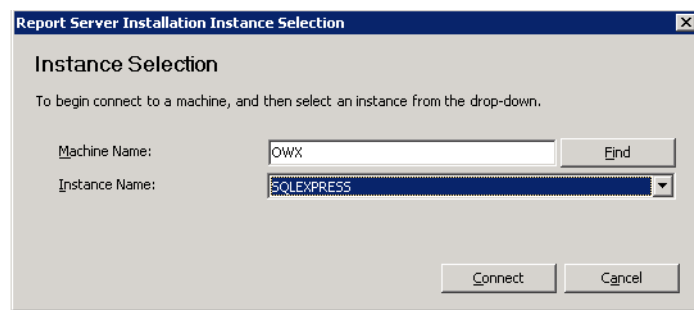 Report Server Installation Instance Selection
Instance Selection
To begin connect to a machine, and then select an instance from the drop-down.
Machine Name: OWX Find
Instance Name: SQLEXPRESS
Connect Cancel